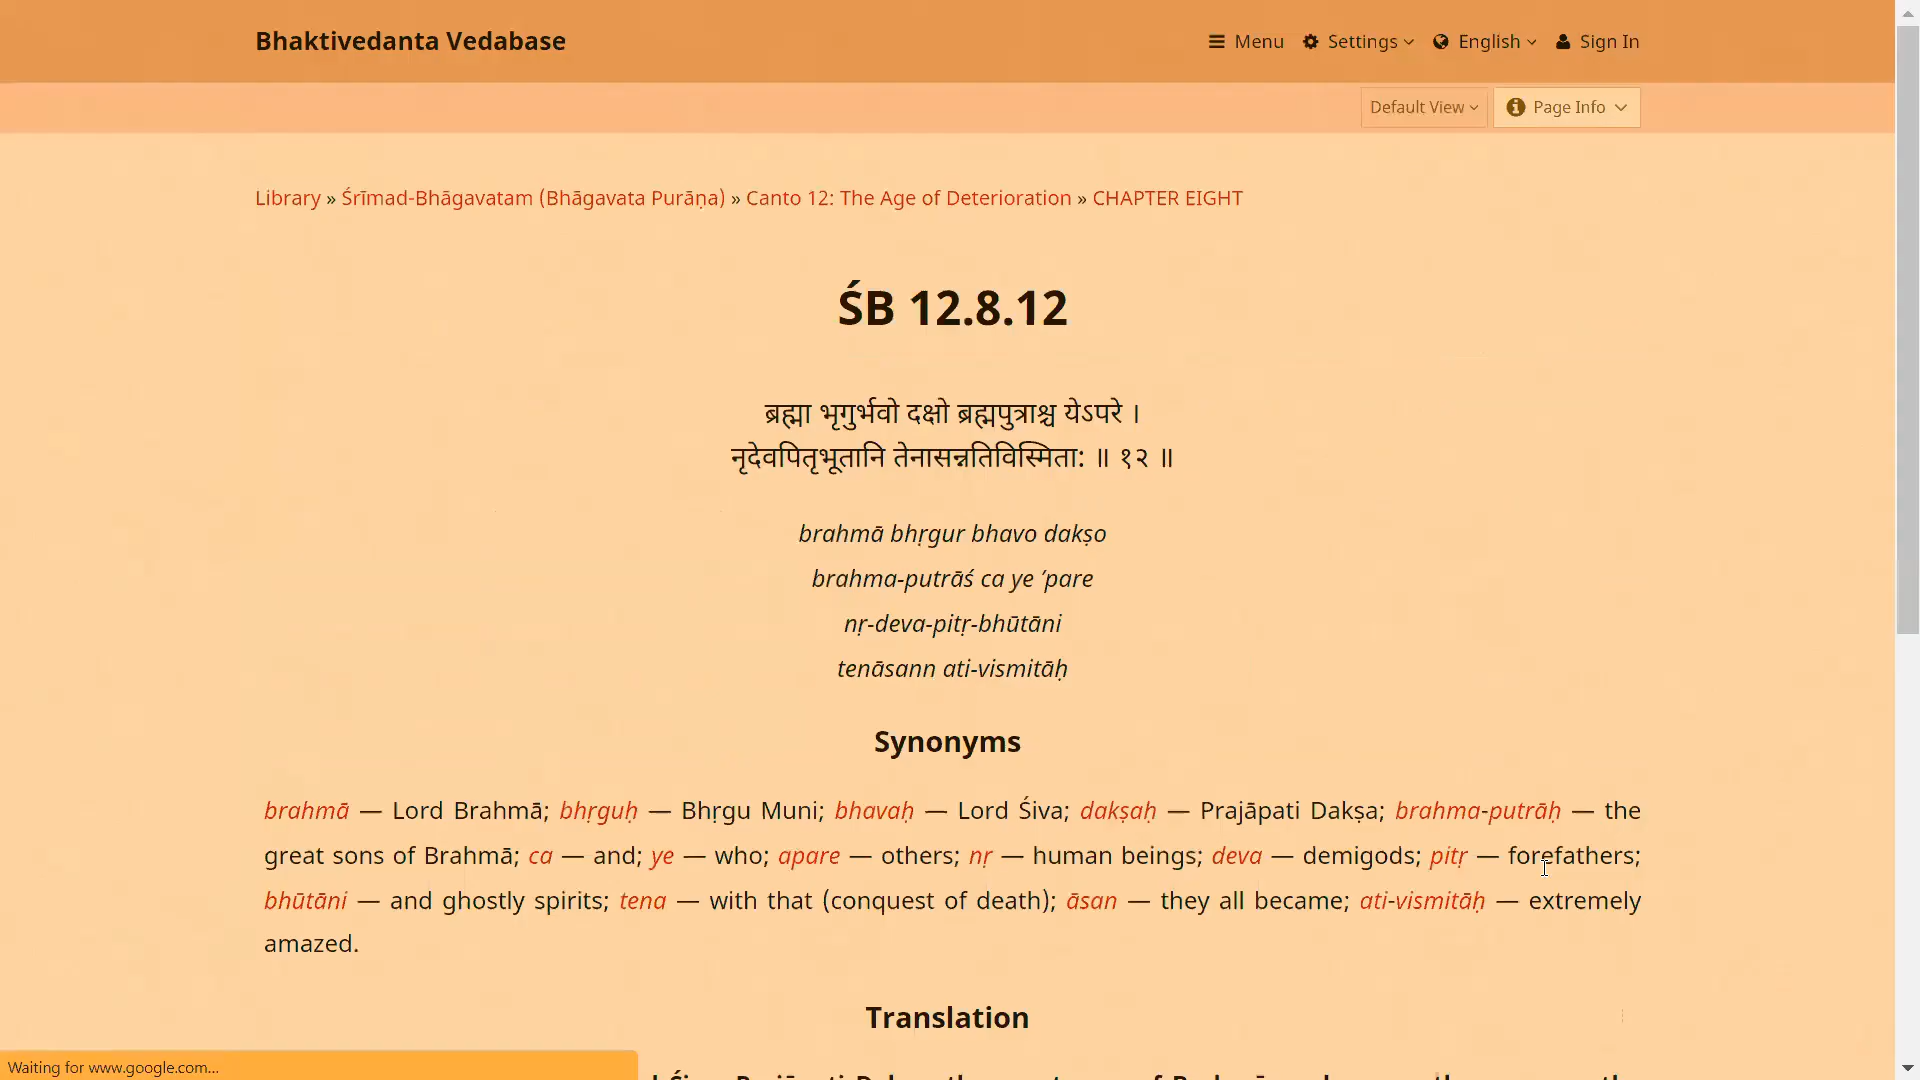 Bhaktivedanta Vedabase
Menu Settings English Sign In
Default View Page Info
Library » Śrīmad-Bhāgavatam (Bhāgavata Purāṇa) » Canto 12: The Age of Deterioration » CHAPTER EIGHT
ŚB 12.8.12
ब्रह्मा भृगुर्भवो दक्षो ब्रह्मपुत्राश्च येऽपरे ।
नृदेवपितृभूतानि तेनासन्नतिविस्मिता: ॥ १२ ॥
brahmā bhṛgur bhavo dakṣo
brahma-putrāś ca ye ’pare
nṛ-deva-pitṛ-bhūtāni
tenāsann ati-vismitāḥ
Synonyms
brahmā — Lord Brahmā; bhṛguḥ — Bhṛgu Muni; bhavaḥ — Lord Śiva; dakṣaḥ — Prajāpati Dakṣa; brahma-putrāḥ — the
great sons of Brahmā; ca — and; ye — who; apare — others; nṛ — human beings; deva — demigods; pitṛ — forefathers;
bhūtāni — and ghostly spirits; tena — with that (conquest of death); āsan — they all became; ati-vismitāḥ — extremely
amazed.
Translation
Waiting for www.google.com...